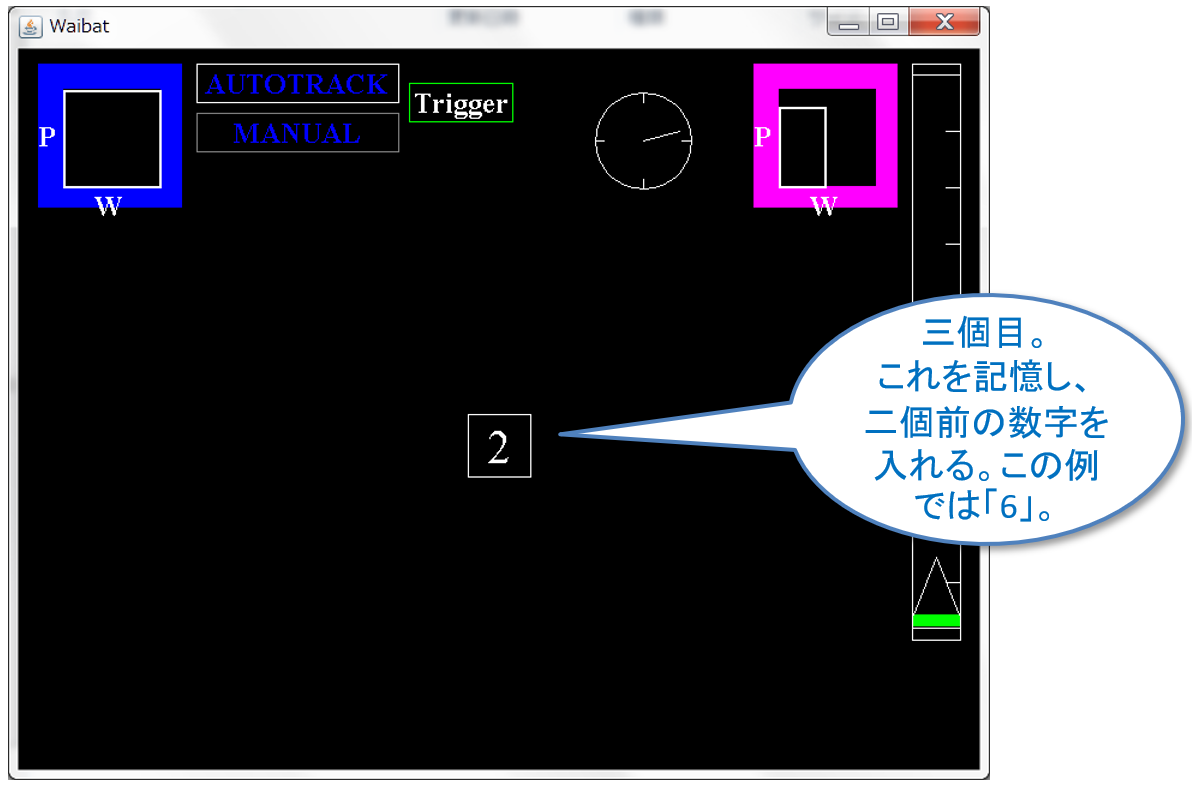 Waibat
AUTOTRACK
MANUAL
Trigger
P
W
P
W
2
三個目。
これを記憶し、
二個前の数字を
入れる。この例
では「6」。